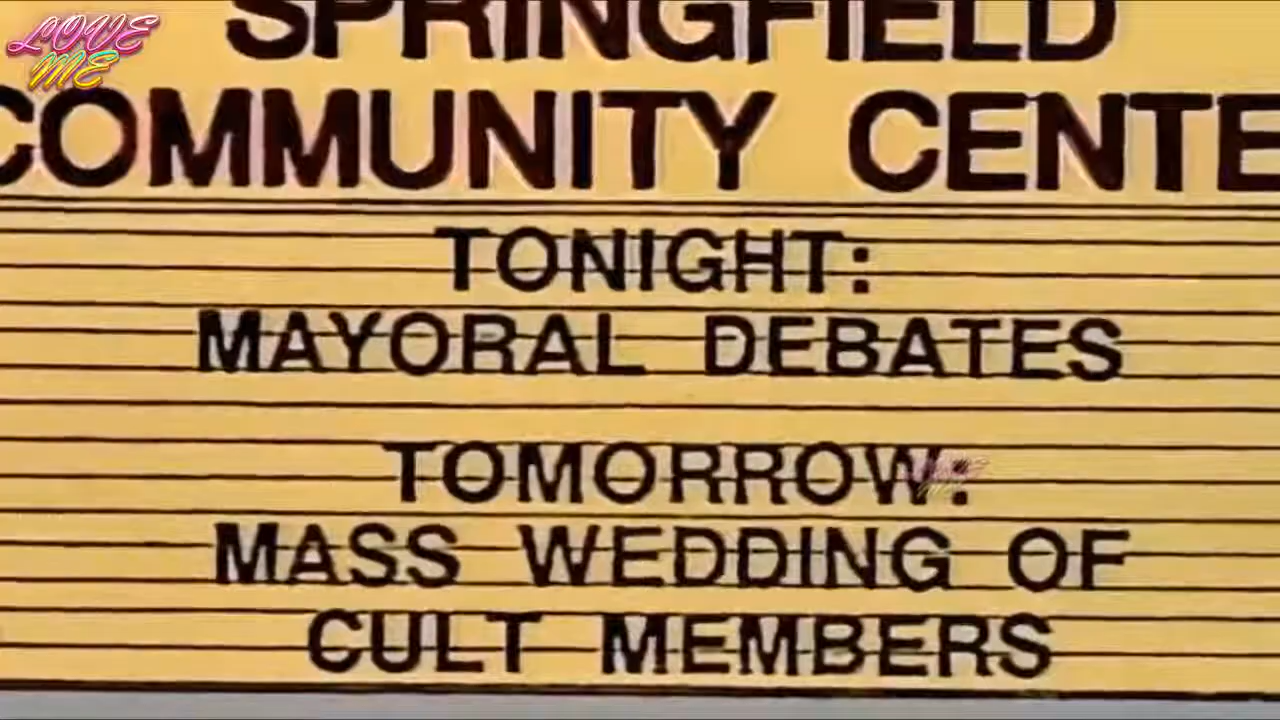 LOVE
ME
SPRINGFIELD
COMMUNITY CENTE
TONIGHT:
MAYORAL DEBATES
TOMORROW:
MASS WEDDING OF
CULT MEMBERS